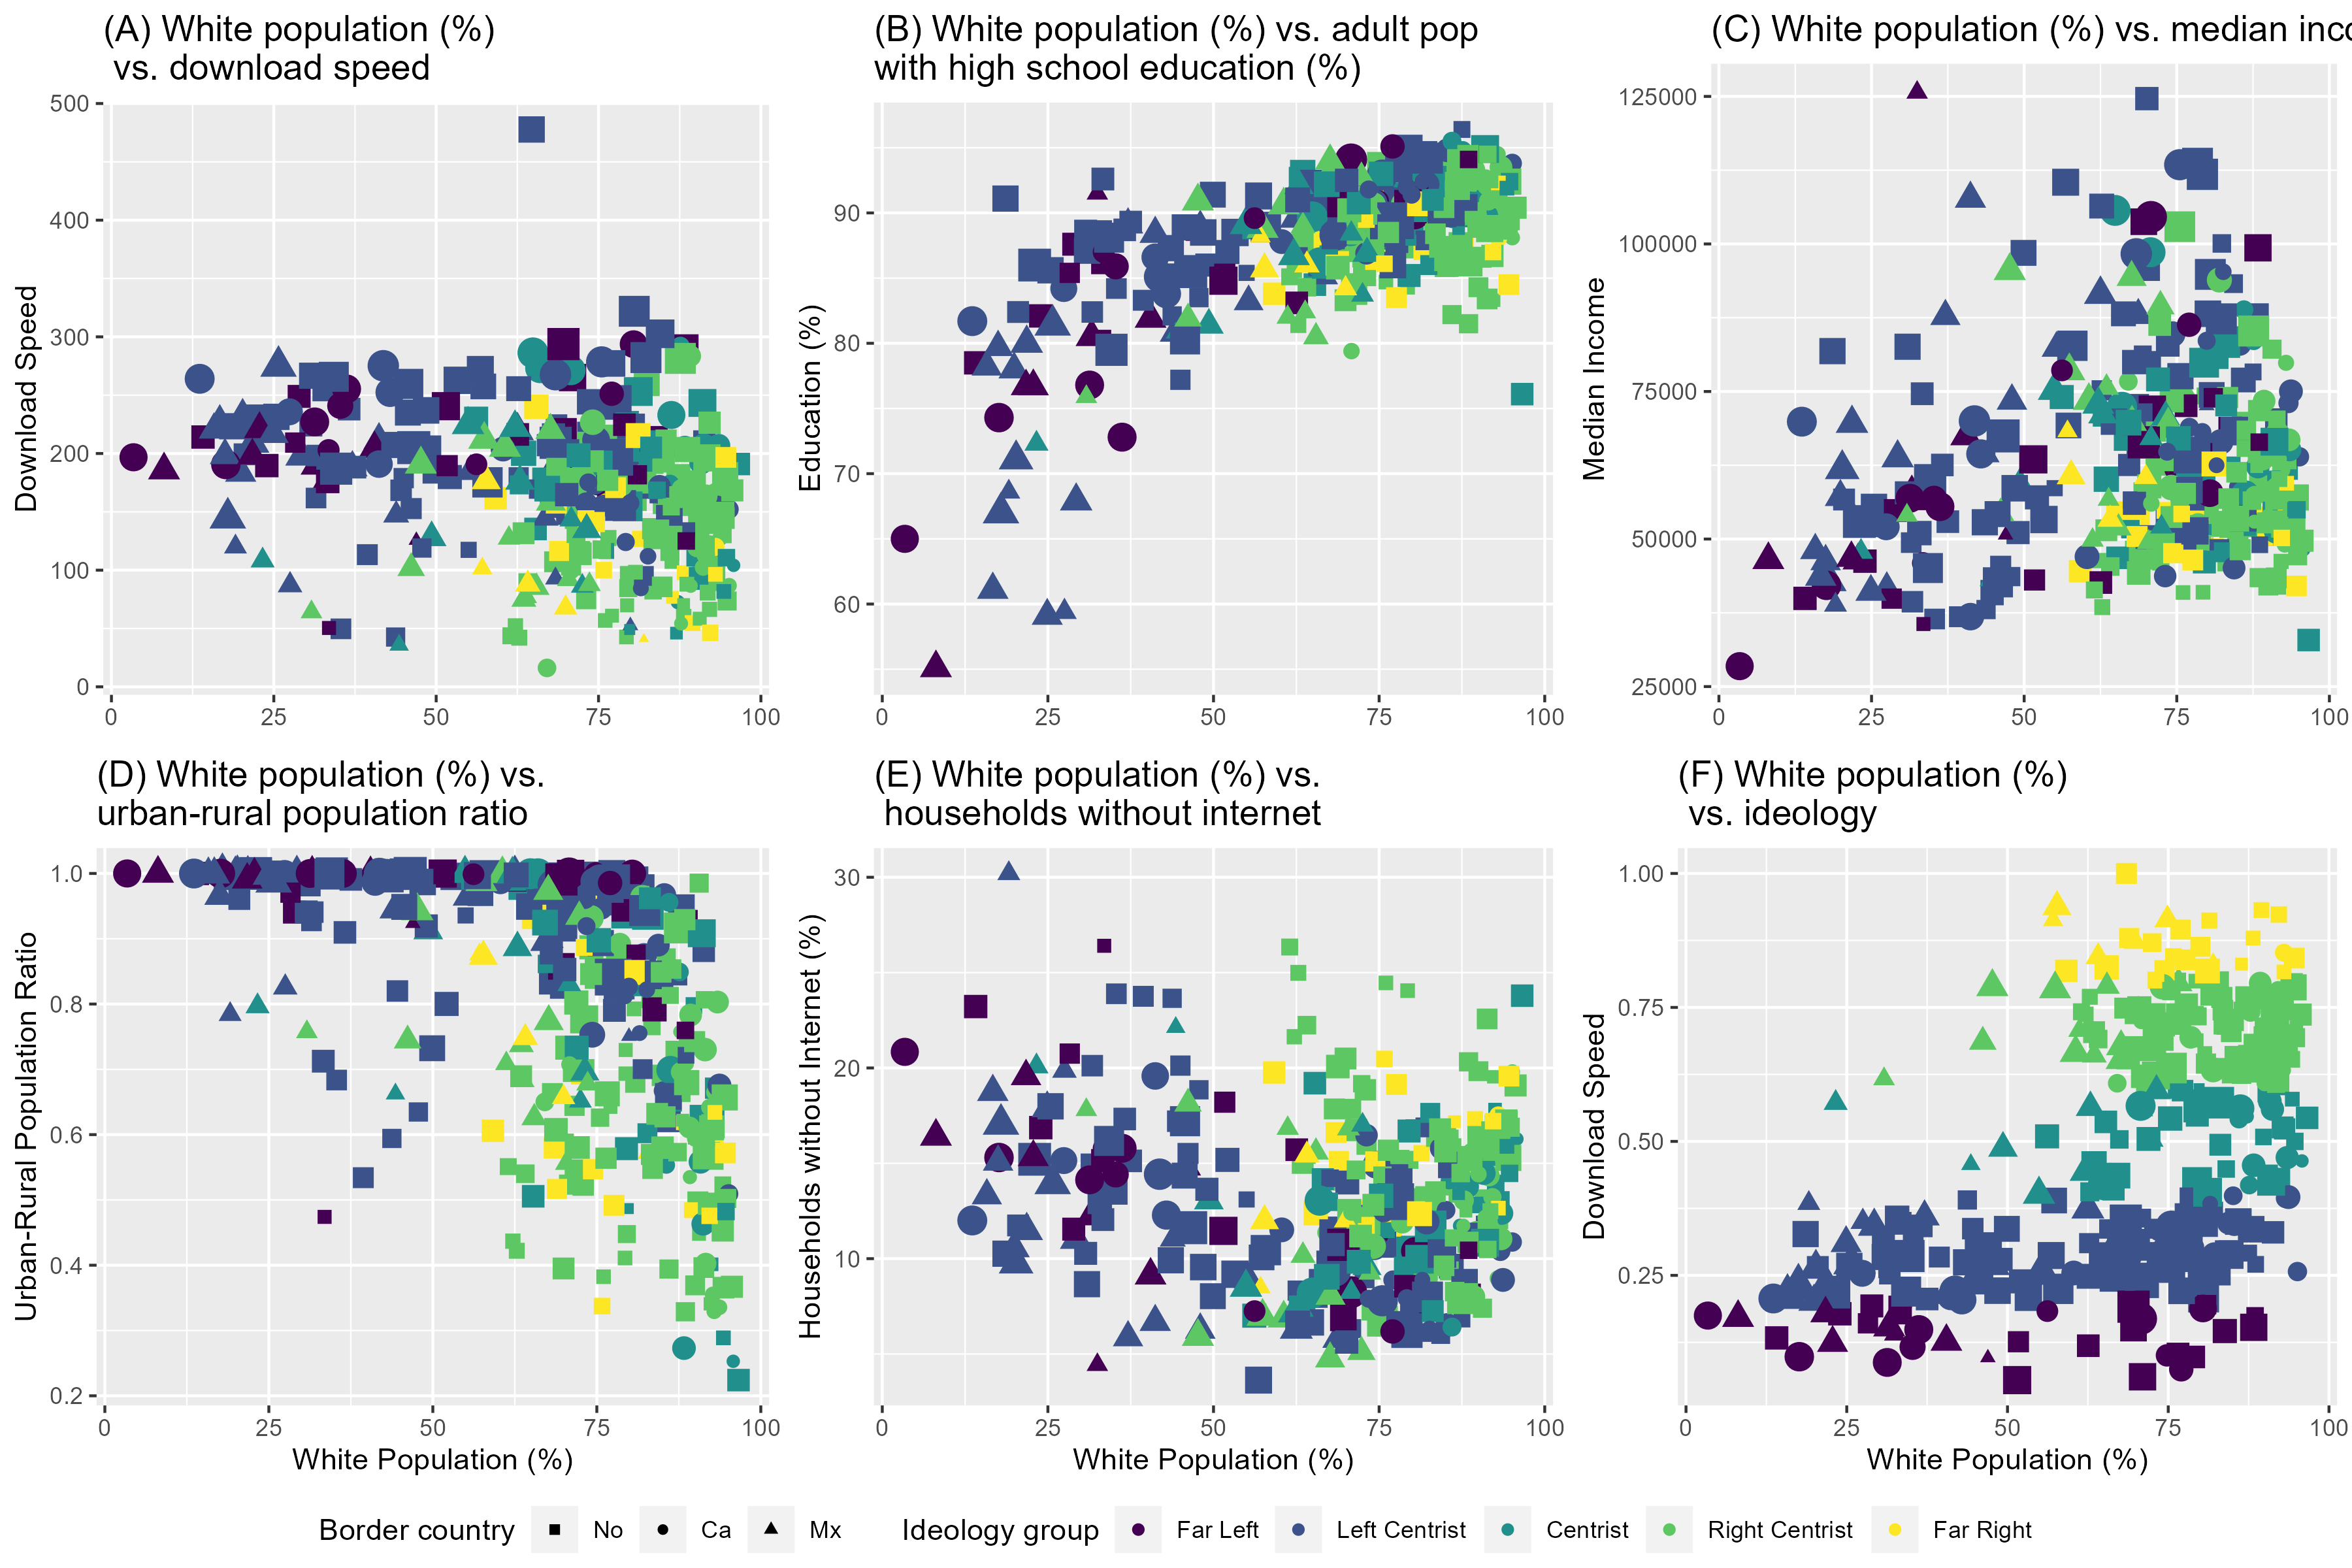 (A) White population (%)
vs. download speed
Download Speed
500
400
300
200
100
0
0 25 50 75 100
(B) White population (%) vs. adult pop
with high school education (%)
Education (%)
90
80
70
60
0 25 50 75 100
(C) White population (%) vs. median inco
Median Income
125000
100000
75000
50000
25000
0 25 50 75 100
(D) White population (%) vs.
urban-rural population ratio
Urban-Rural Population Ratio
1.0
0.8
0.6
0.4
0.2
0 25 50 75 100
White Population (%)
(E) White population (%) vs.
households without internet
Households without Internet (%)
30
20
10
0 25 50 75 100
White Population (%)
(F) White population (%)
vs. ideology
Download Speed
1.00
0.75
0.50
0.25
0 25 50 75 100
White Population (%)
Border country No Ca Mx Ideology group Far Left Left Centrist Centrist Right Centrist Far Right